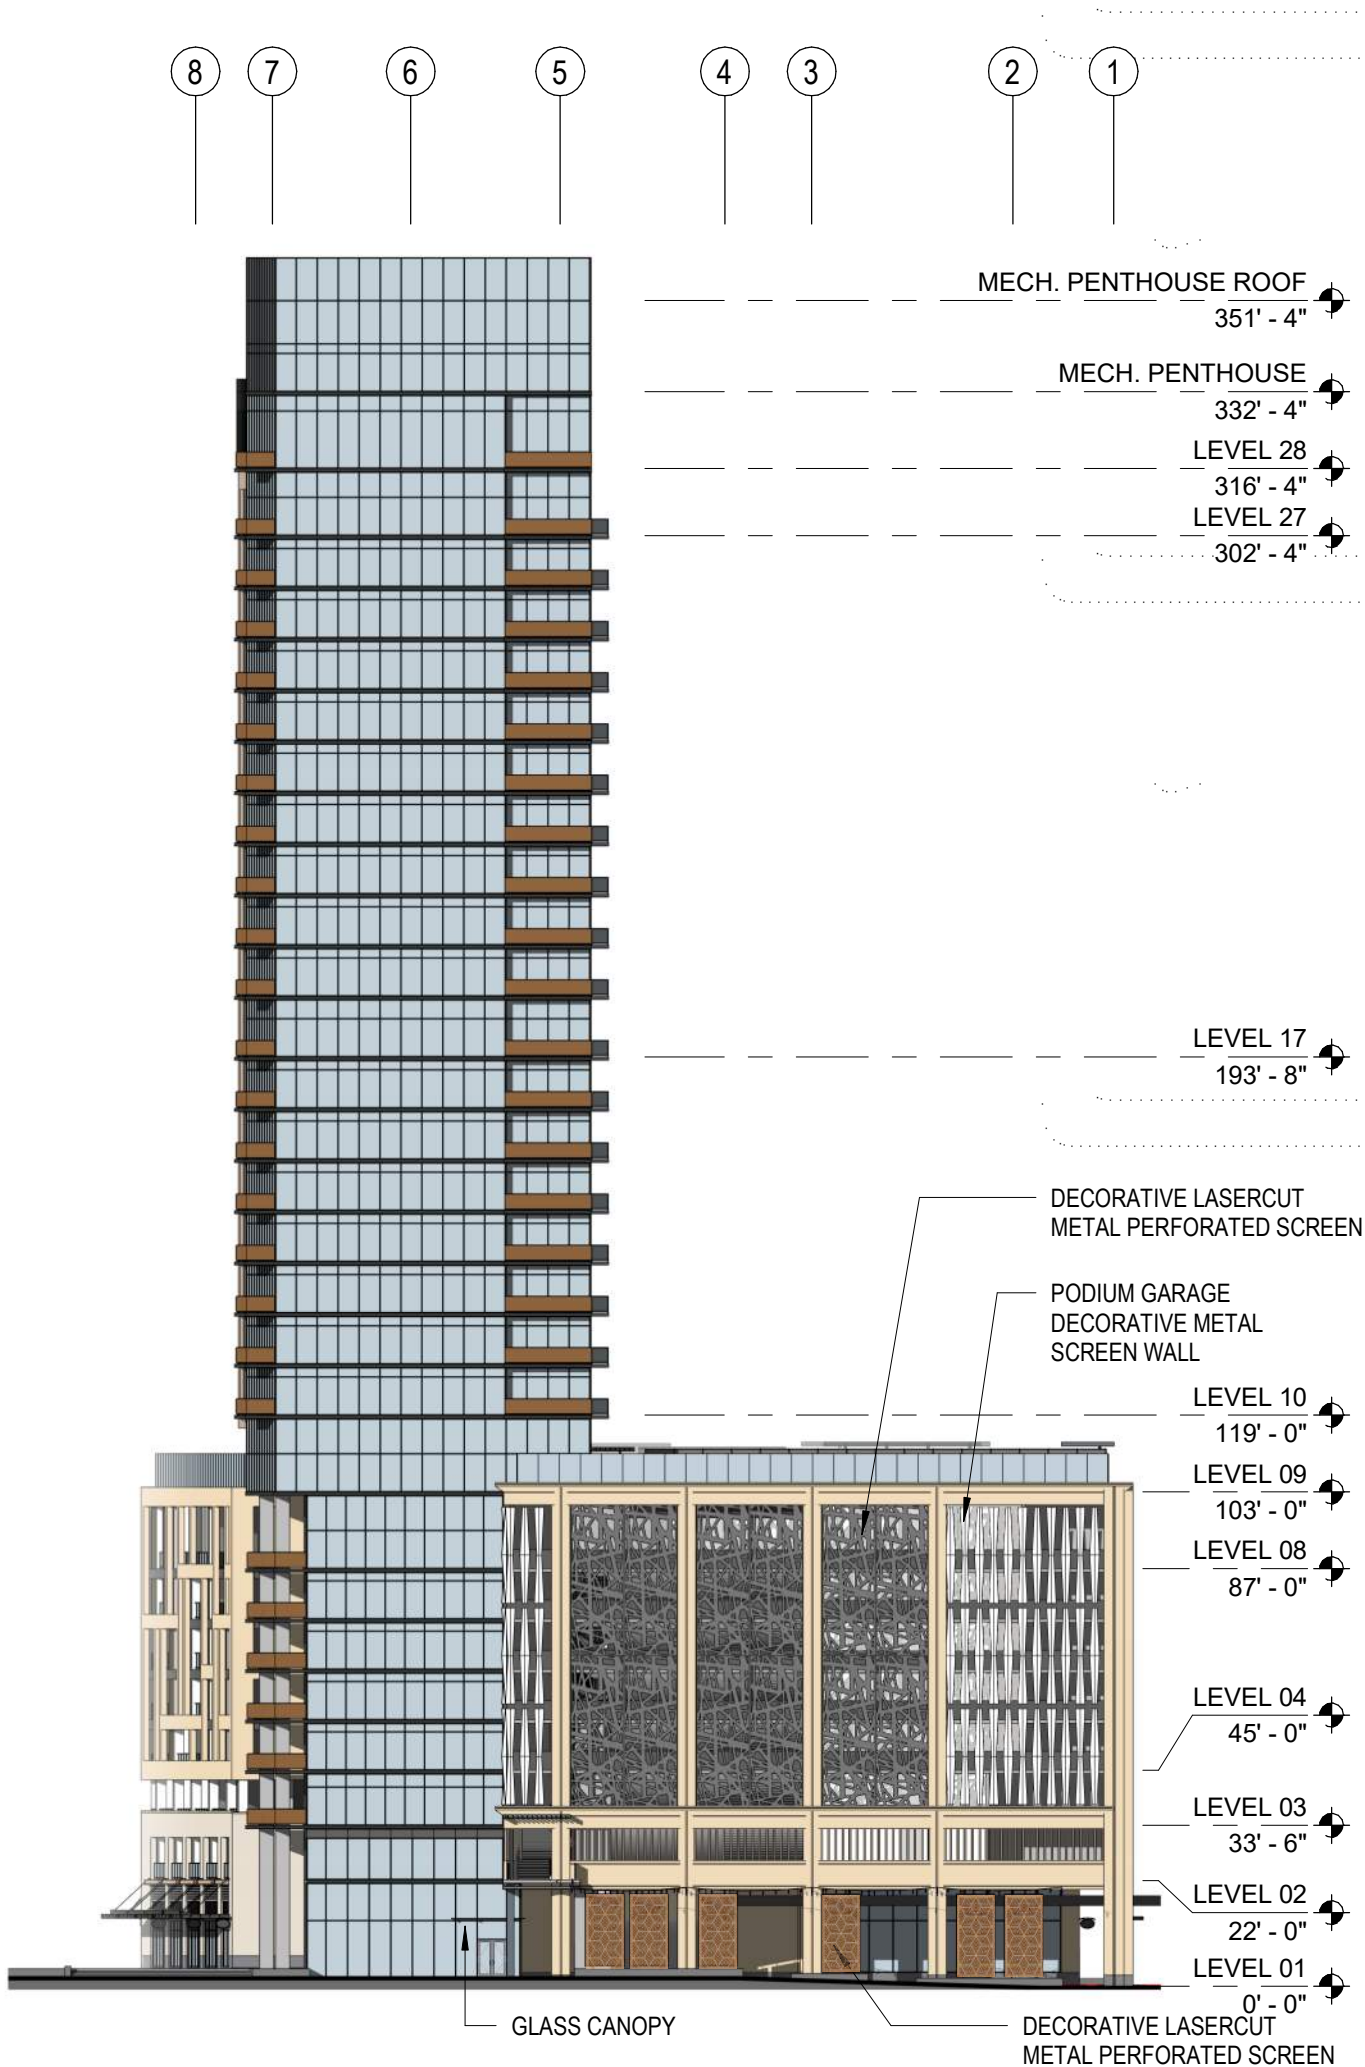 8 7 6 5 4 3 2 1
MECH. PENTHOUSE ROOF
351' - 4"
MECH. PENTHOUSE
332' - 4"
LEVEL 28
316' - 4"
LEVEL 27
302' - 4"
LEVEL 17
193' - 8"
DECORATIVE LASERCUT
METAL PERFORATED SCREEN
PODIUM GARAGE
DECORATIVE METAL
SCREEN WALL
LEVEL 10
119' - 0"
LEVEL 09
103' - 0"
LEVEL 08
87' - 0"
LEVEL 04
45' - 0"
LEVEL 03
33' - 6"
LEVEL 02
22' - 0"
LEVEL 01
0' - 0"
GLASS CANOPY
DECORATIVE LASERCUT
METAL PERFORATED SCREEN